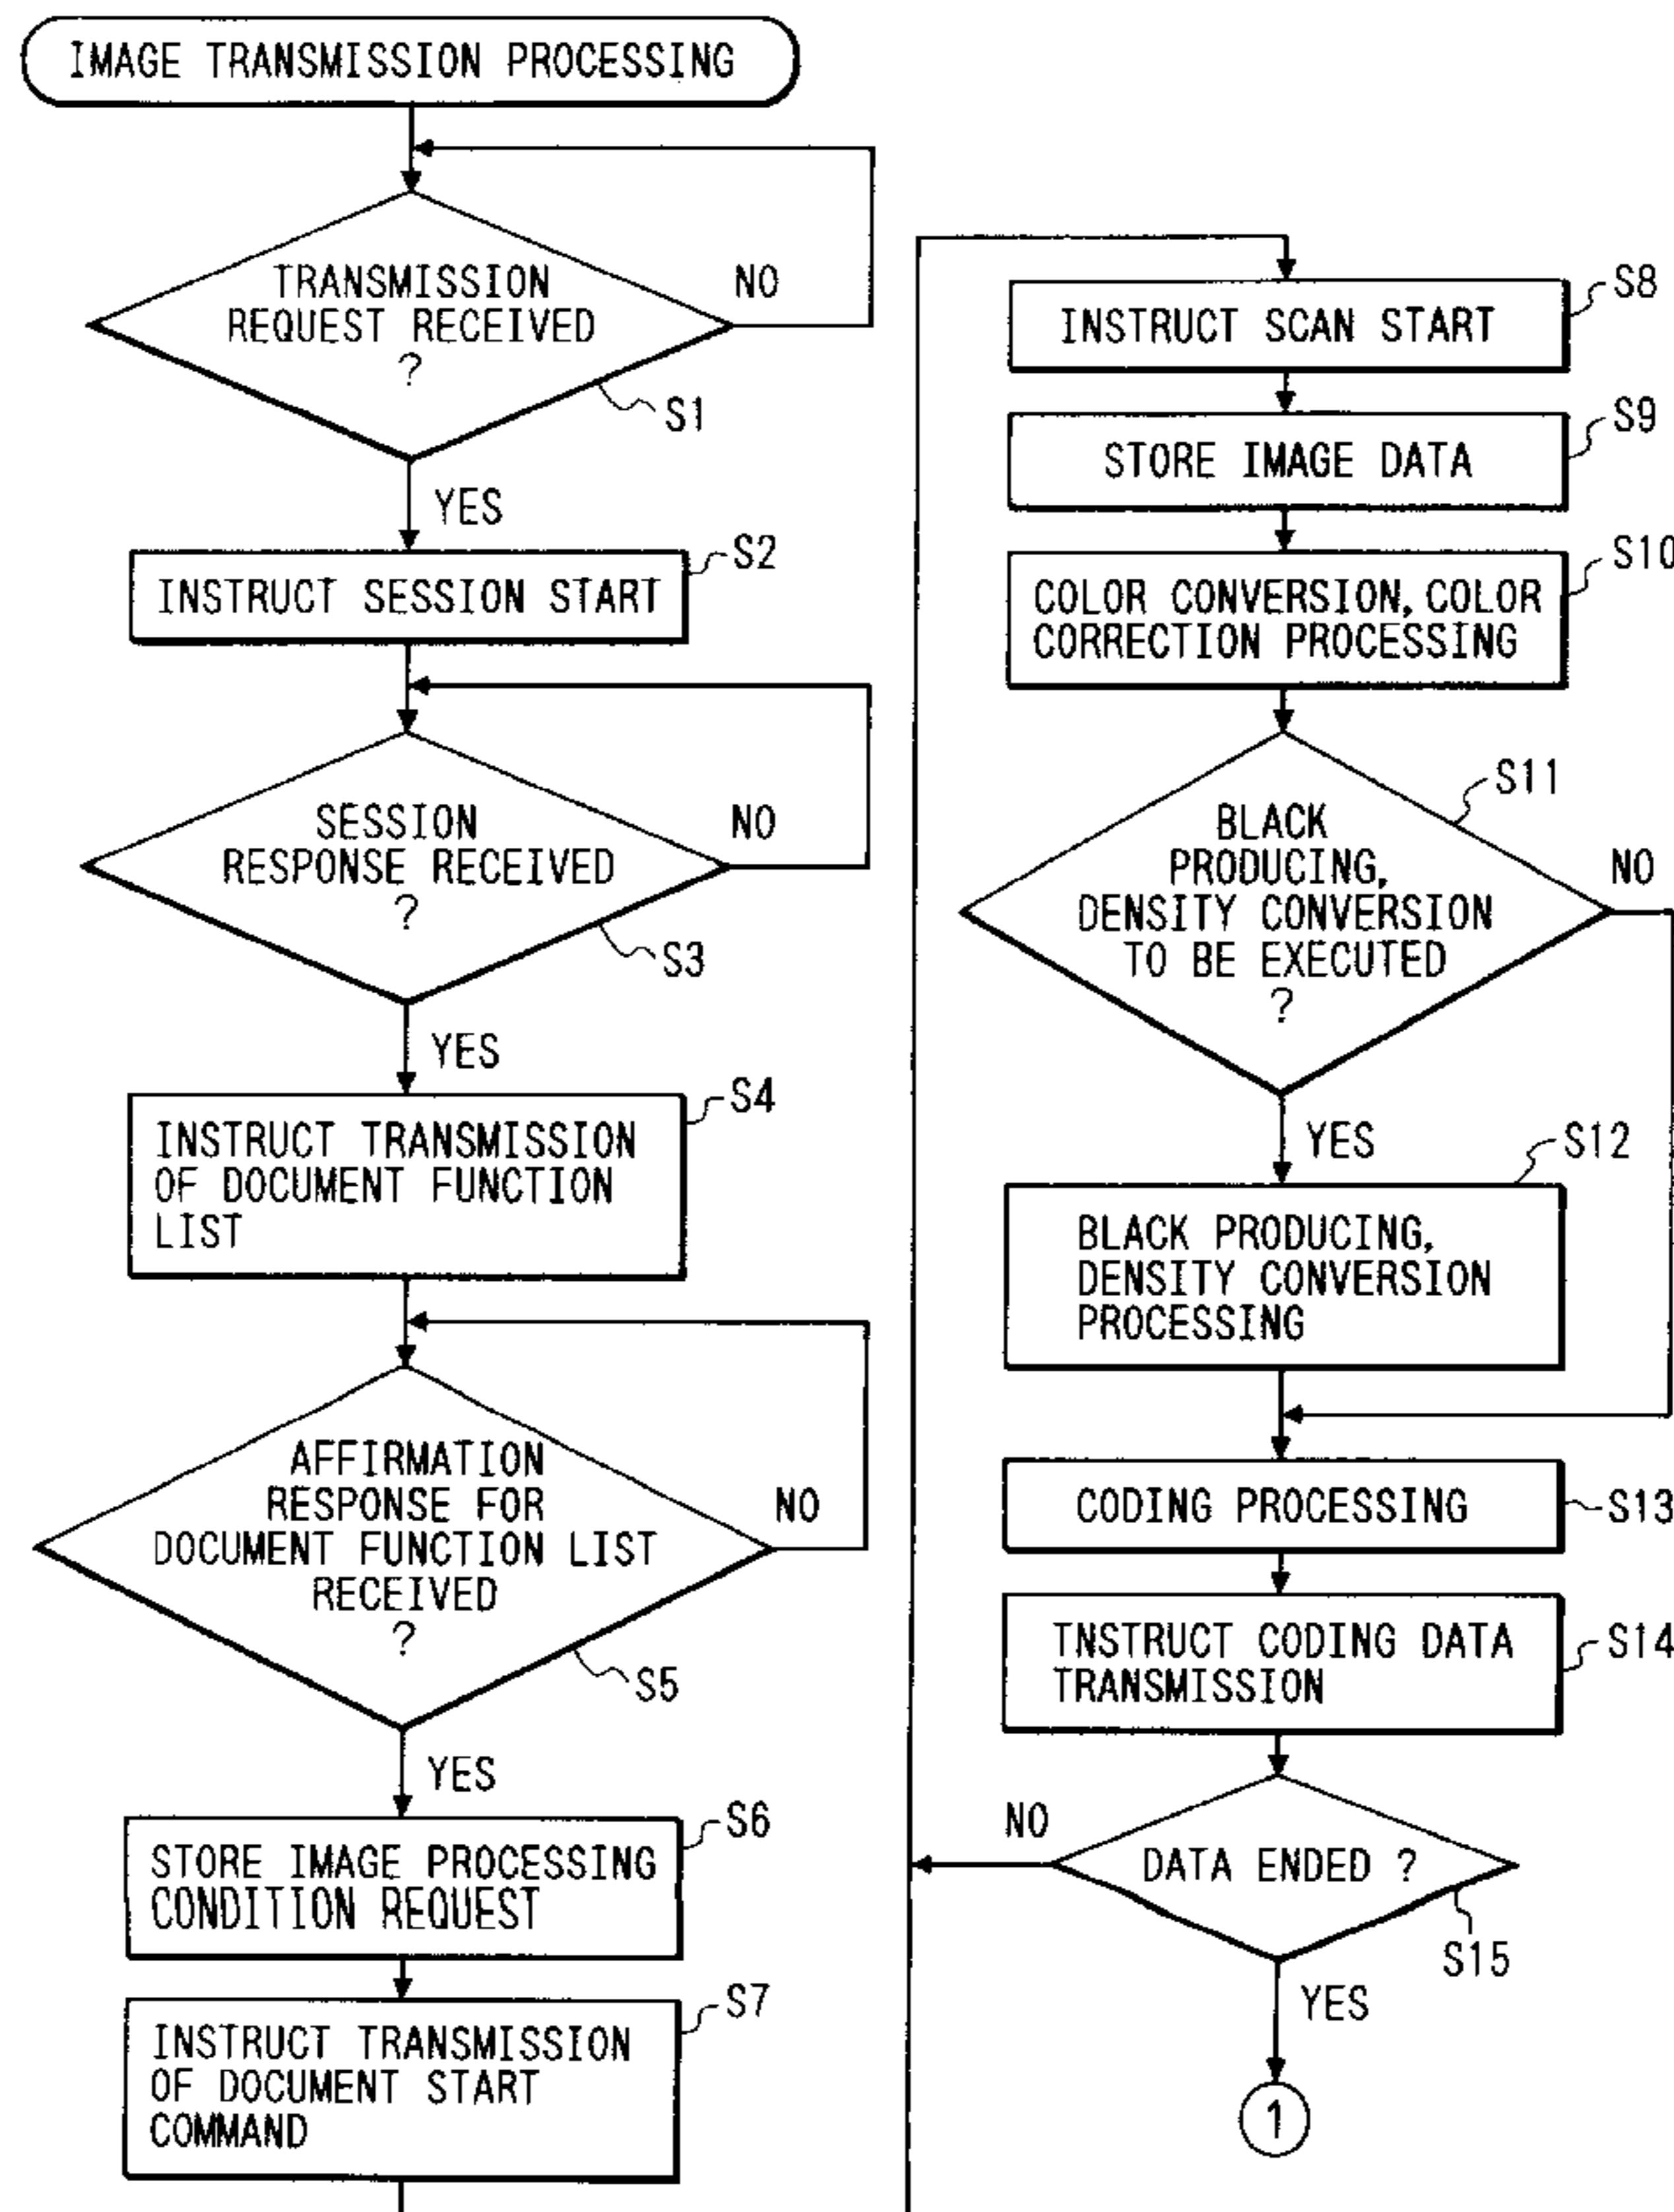 IMAGE TRANSMISSION PROCESSING
TRANSMISSION
REQUEST RECEIVED
?
NO
S1
YES
S2
INSTRUCT SESSION START
SESSION
RESPONSE RECEIVED
?
NO
S3
YES
S4
INSTRUCT TRANSMISSION
OF DOCUMENT FUNCTION
LIST
AFFIRMATION
RESPONSE FOR
DOCUMENT FUNCTION LIST
RECEIVED
?
NO
S5
YES
S6
STORE IMAGE PROCESSING
CONDITION REQUEST
S7
INSTRUCT TRANSMISSION
OF DOCUMENT START
COMMAND
S8
INSTRUCT SCAN START
S9
STORE IMAGE DATA
S10
COLOR CONVERSION, COLOR
CORRECTION PROCESSING
S11
BLACK
PRODUCING,
DENSITY CONVERSION
TO BE EXECUTED
?
NO
YES
S12
BLACK PRODUCING,
DENSITY CONVERSION
PROCESSING
CODING PROCESSING
S13
TNSTRUCT CODING DATA
TRANSMISSION
S14
NO
DATA ENDED ?
S15
YES
1